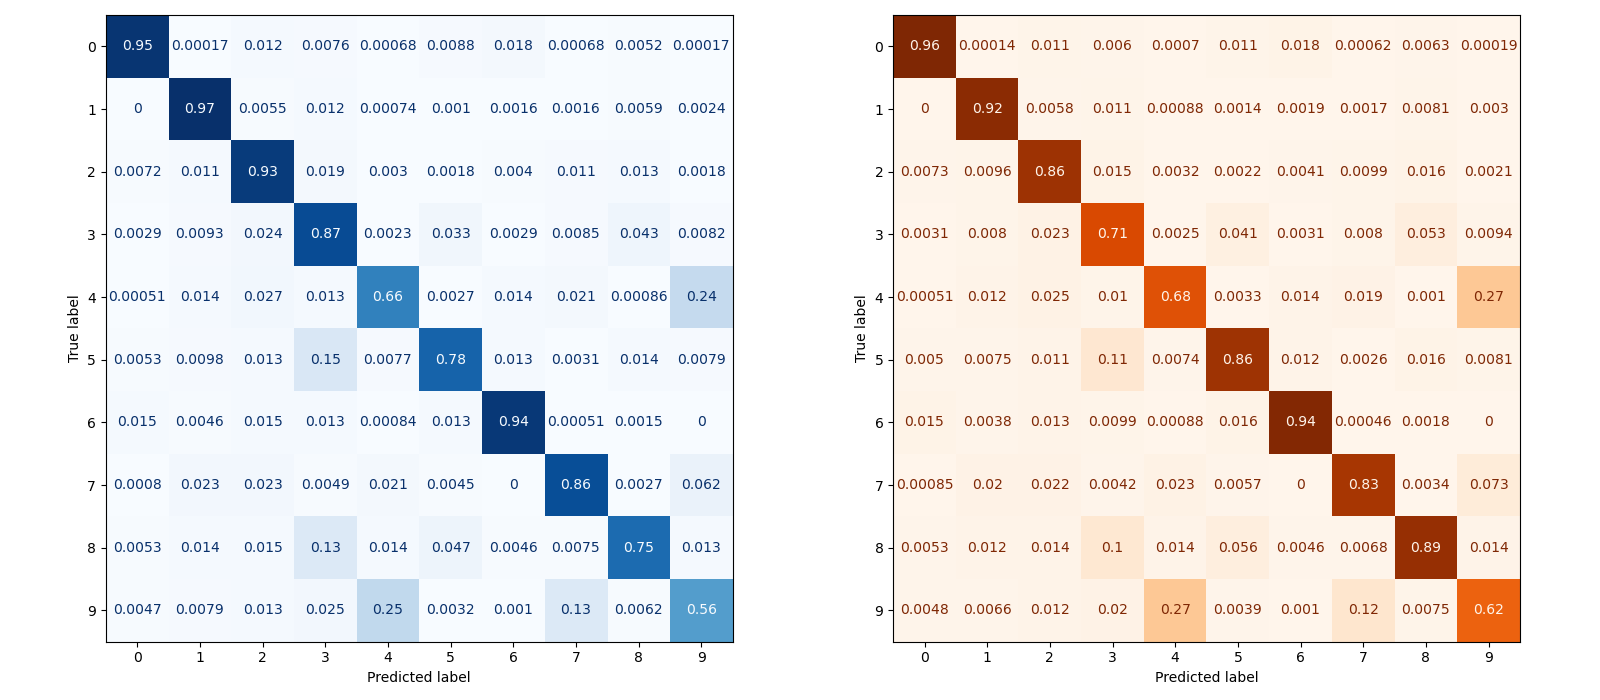 0 0.95 0.00017 0.012 0.0076 0.00068 0.0088 0.018 0.00068 0.0052 0.00017
1 0 0.97 0.0055 0.012 0.00074 0.001 0.0016 0.0016 0.0059 0.0024
2 0.0072 0.011 0.93 0.019 0.003 0.0018 0.004 0.011 0.013 0.0018
3 0.0029 0.0093 0.024 0.87 0.0023 0.033 0.0029 0.0085 0.043 0.0082
4 0.00051 0.014 0.027 0.013 0.66 0.0027 0.014 0.021 0.00086 0.24
5 0.0053 0.0098 0.013 0.15 0.0077 0.78 0.013 0.0031 0.014 0.0079
6 0.015 0.0046 0.015 0.013 0.00084 0.013 0.94 0.00051 0.0015 0
7 0.0008 0.023 0.023 0.0049 0.021 0.0045 0 0.86 0.0027 0.062
8 0.0053 0.014 0.015 0.13 0.014 0.047 0.0046 0.0075 0.75 0.013
9 0.0047 0.0079 0.013 0.025 0.25 0.0032 0.001 0.13 0.0062 0.56
0 1 2 3 4 5 6 7 8 9
Predicted label
True label
0 0.96 0.00014 0.011 0.006 0.0007 0.011 0.018 0.00062 0.0063 0.00019
1 0 0.92 0.0058 0.011 0.00088 0.0014 0.0019 0.0017 0.0081 0.003
2 0.0073 0.0096 0.86 0.015 0.0032 0.0022 0.0041 0.0099 0.016 0.0021
3 0.0031 0.008 0.023 0.71 0.0025 0.041 0.0031 0.008 0.053 0.0094
4 0.00051 0.012 0.025 0.01 0.68 0.0033 0.014 0.019 0.001 0.27
5 0.005 0.0075 0.011 0.11 0.0074 0.86 0.012 0.0026 0.016 0.0081
6 0.015 0.0038 0.013 0.0099 0.00088 0.016 0.94 0.00046 0.0018 0
7 0.00085 0.02 0.022 0.0042 0.023 0.0057 0 0.83 0.0034 0.073
8 0.0053 0.012 0.014 0.1 0.014 0.056 0.0046 0.0068 0.89 0.014
9 0.0048 0.0066 0.012 0.02 0.27 0.0039 0.001 0.12 0.0075 0.62
0 1 2 3 4 5 6 7 8 9
Predicted label
True label